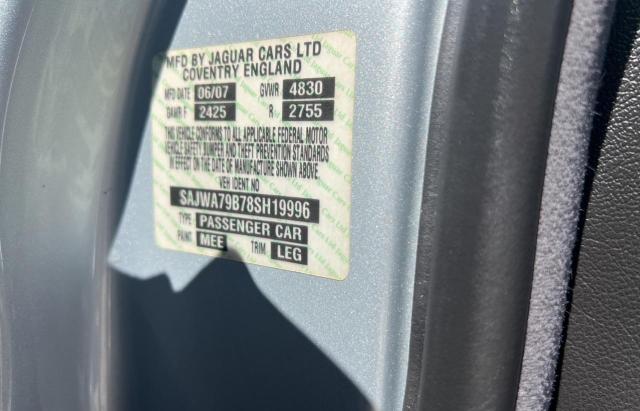 MFD BY JAGUAR CARS LTD
COVENTRY ENGLAND
MFD DATE 06/07 GVWR 4830
GAWR F 2425 R 2755
THIS VEHICLE CONFORMS TO ALL APPLICABLE FEDERAL MOTOR
VEHICLE SAFETY BUMPER AND THEFT PREVENTION STANDARDS
IN EFFECT ON THE DATE OF MANUFACTURE SHOWN ABOVE.
VEH IDENT NO
SAJWA79B78SH19996
TYPE PASSENGER CAR
PAINT MEE TRIM LEG